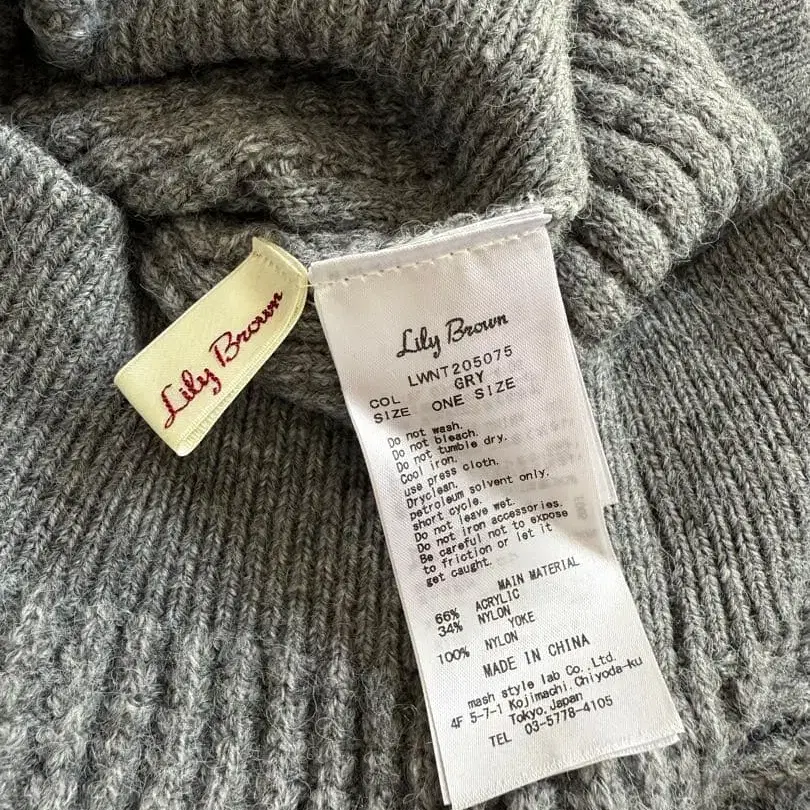 Lily Brown
Lily Brown
LWNT205075
COL GRY
SIZE ONE SIZE
Do not wash.
Do not bleach.
Do not tumble dry.
Cool iron.
use press cloth.
Dryclean.
petroleum solvent only.
short cycle.
Do not leave wet.
Do not iron accessories.
Be careful not to expose
to friction or let it
get caught.
MAIN MATERIAL
66% ACRYLIC
34% NYLON
YOKE
100% NYLON
MADE IN CHINA
mash style lab Co., Ltd.
4F 5-7-1 Kojimachi, Chiyoda-ku
Tokyo, Japan
TEL 03-5778-4105